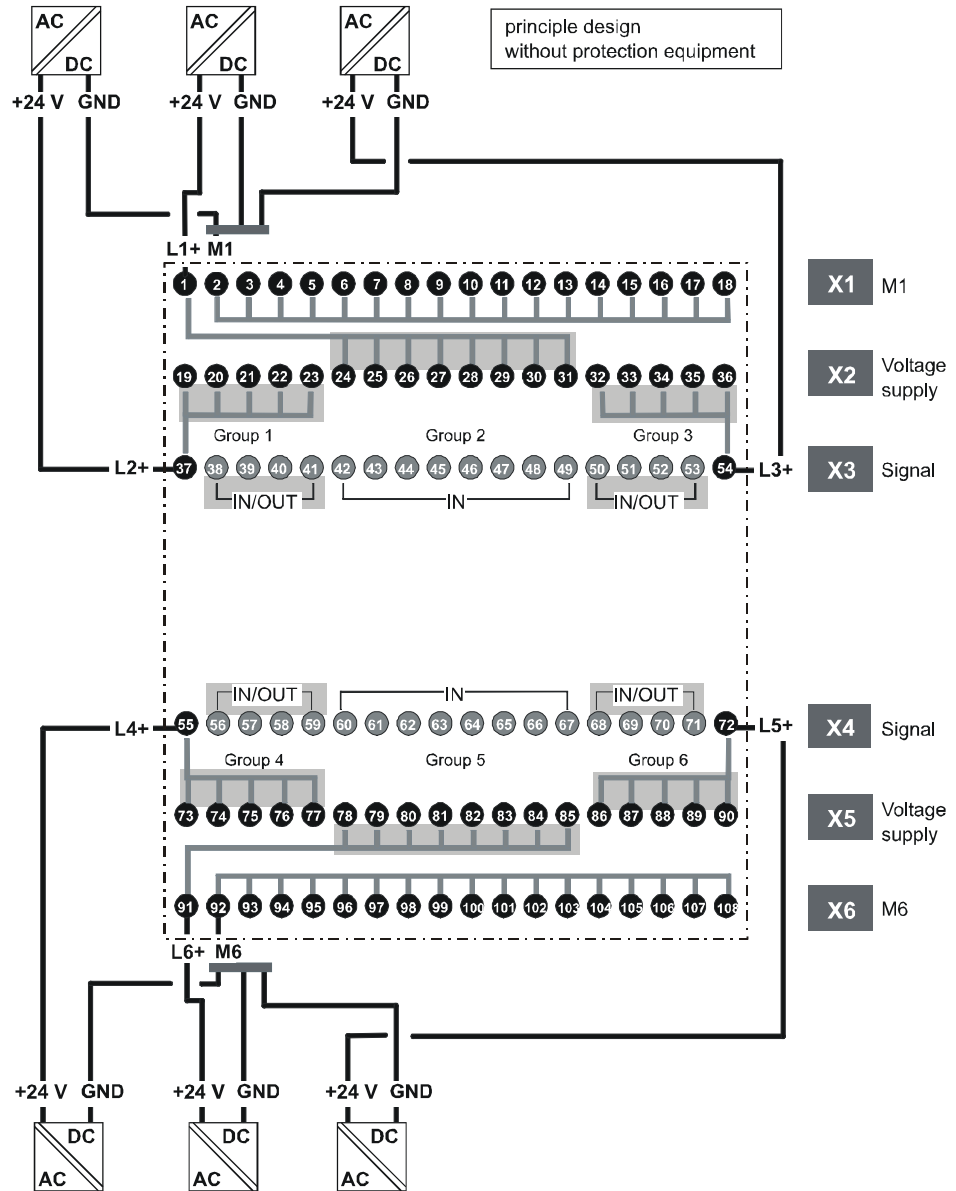 AC AC AC
principle design
without protection equipment
DC DC DC
+24 V GND +24 V GND +24 V GND
L1+ M1
1 2 3 4 5 6 7 8 9 10 11 12 13 14 15 16 17 18 X1 M1
19 20 21 22 23 24 25 26 27 28 29 30 31 32 33 34 35 36 X2 Voltage
supply
Group 1 Group 2 Group 3
L2+ 37 38 39 40 41 42 43 44 45 46 47 48 49 50 51 52 53 54 L3+ X3 Signal
IN/OUT IN IN/OUT
IN/OUT IN IN/OUT
L4+ 55 56 57 58 59 60 61 62 63 64 65 66 67 68 69 70 71 72 L5+ X4 Signal
Group 4 Group 5 Group 6
73 74 75 76 77 78 79 80 81 82 83 84 85 86 87 88 89 90 X5 Voltage
supply
91 92 93 94 95 96 97 98 99 100 101 102 103 104 105 106 107 108 X6 M6
L6+ M6
+24 V GND +24 V GND +24 V GND
DC DC DC
AC AC AC